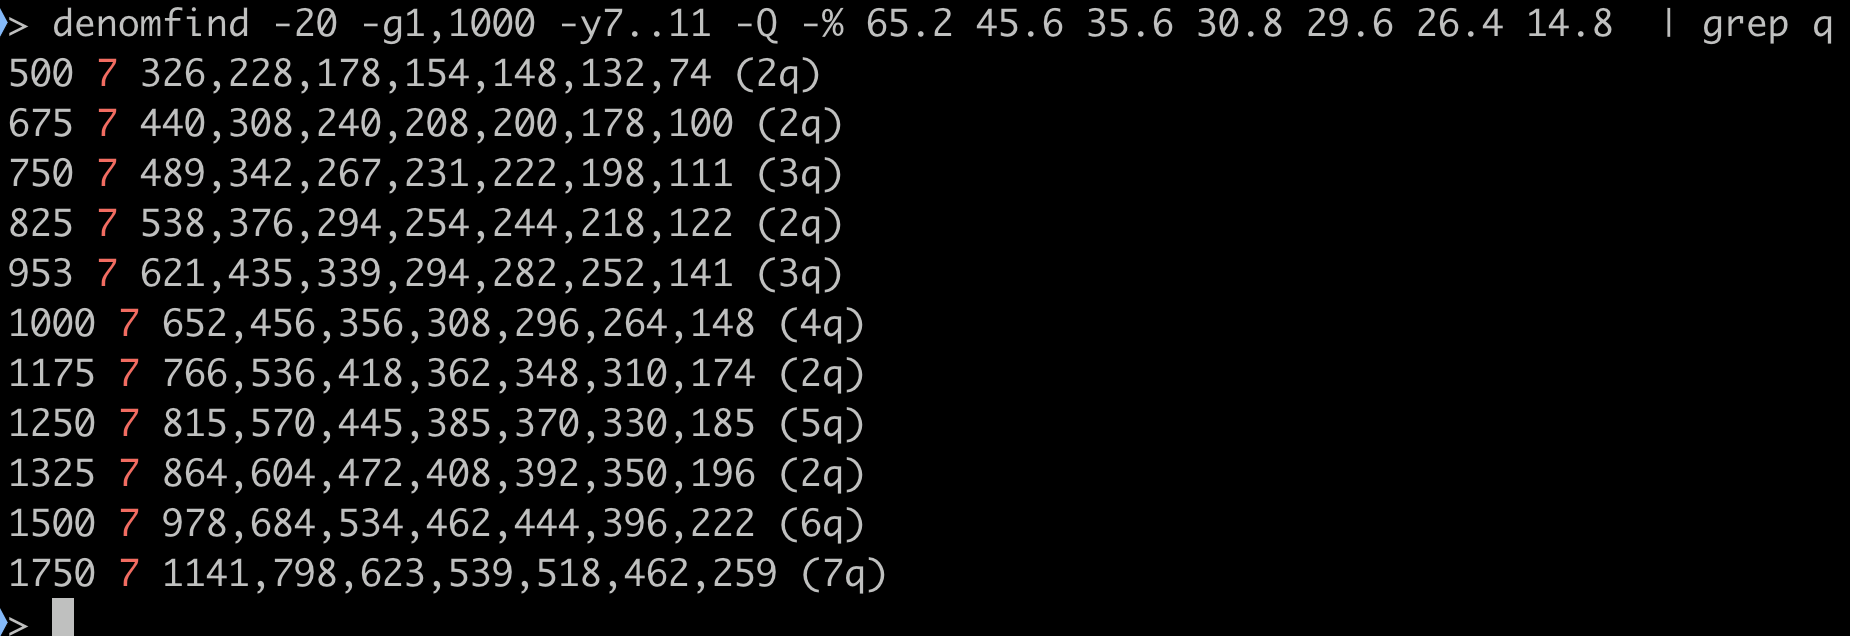 > denomfind -20 -g1,1000 -y7..11 -Q -% 65.2 45.6 35.6 30.8 29.6 26.4 14.8  | grep q
500 7 326,228,178,154,148,132,74 (2q)
675 7 440,308,240,208,200,178,100 (2q)
750 7 489,342,267,231,222,198,111 (3q)
825 7 538,376,294,254,244,218,122 (2q)
953 7 621,435,339,294,282,252,141 (3q)
1000 7 652,456,356,308,296,264,148 (4q)
1175 7 766,536,418,362,348,310,174 (2q)
1250 7 815,570,445,385,370,330,185 (5q)
1325 7 864,604,472,408,392,350,196 (2q)
1500 7 978,684,534,462,444,396,222 (6q)
1750 7 1141,798,623,539,518,462,259 (7q)
>